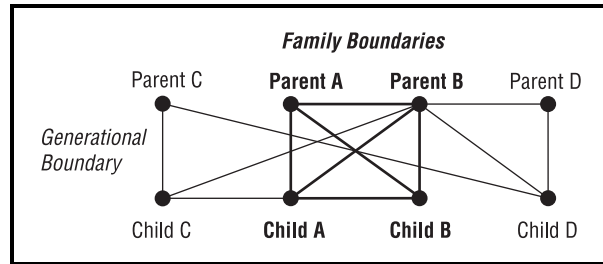 Family Boundaries
Parent C Parent A Parent B Parent D
Generational
Boundary
Child C Child A Child B Child D